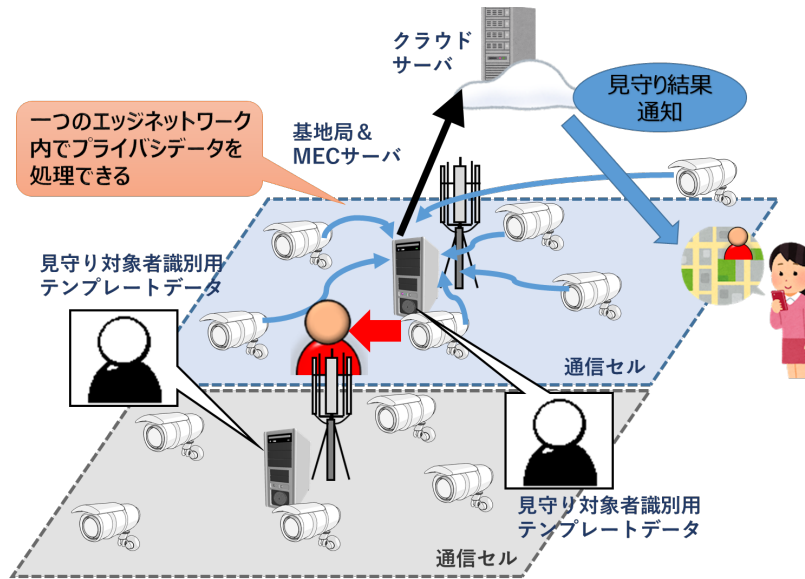 クラウド
サーバ
見守り結果
通知
一つのエッジネットワーク
内でプライバシデータを
処理できる
基地局＆
MECサーバ
見守り対象者識別用
テンプレートデータ
通信セル
見守り対象者識別用
テンプレートデータ
通信セル